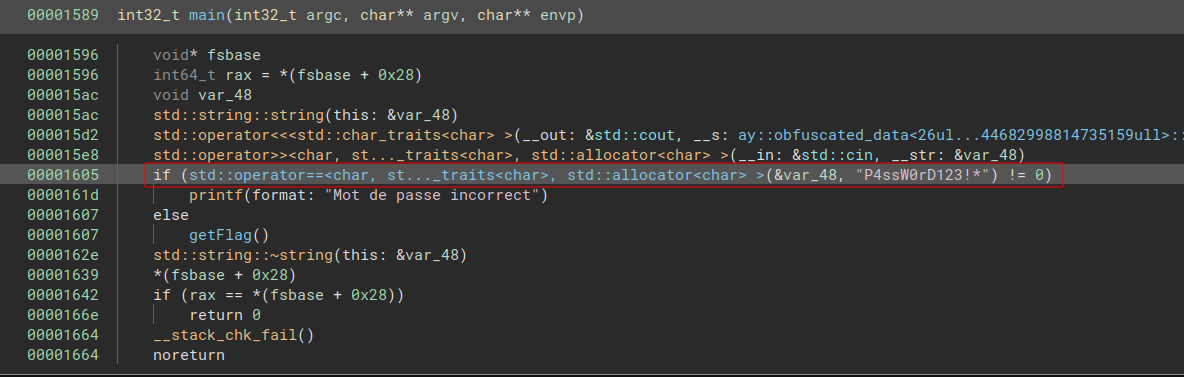 00001589 int32_t main(int32_t argc, char** argv, char** envp)
00001596 void* fsbase
00001596 int64_t rax = *(fsbase + 0x28)
000015ac void var_48
000015ac std::string::string(this: &var_48)
000015d2 std::operator<<<std::char_traits<char> >(__out: &std::cout, __s: ay::obfuscated_data<26ul...44682998814735159ull>::
000015e8 std::operator>><char, st..._traits<char>, std::allocator<char> >(__in: &std::cin, __str: &var_48)
00001605 if (std::operator==<char, st..._traits<char>, std::allocator<char> >(&var_48, "P4ssW0rD123!*") != 0)
0000161d printf(format: "Mot de passe incorrect")
00001607 else
00001607 getFlag()
0000162e std::string::~string(this: &var_48)
00001639 *(fsbase + 0x28)
00001642 if (rax == *(fsbase + 0x28))
0000166e return 0
00001664 __stack_chk_fail()
00001664 noreturn